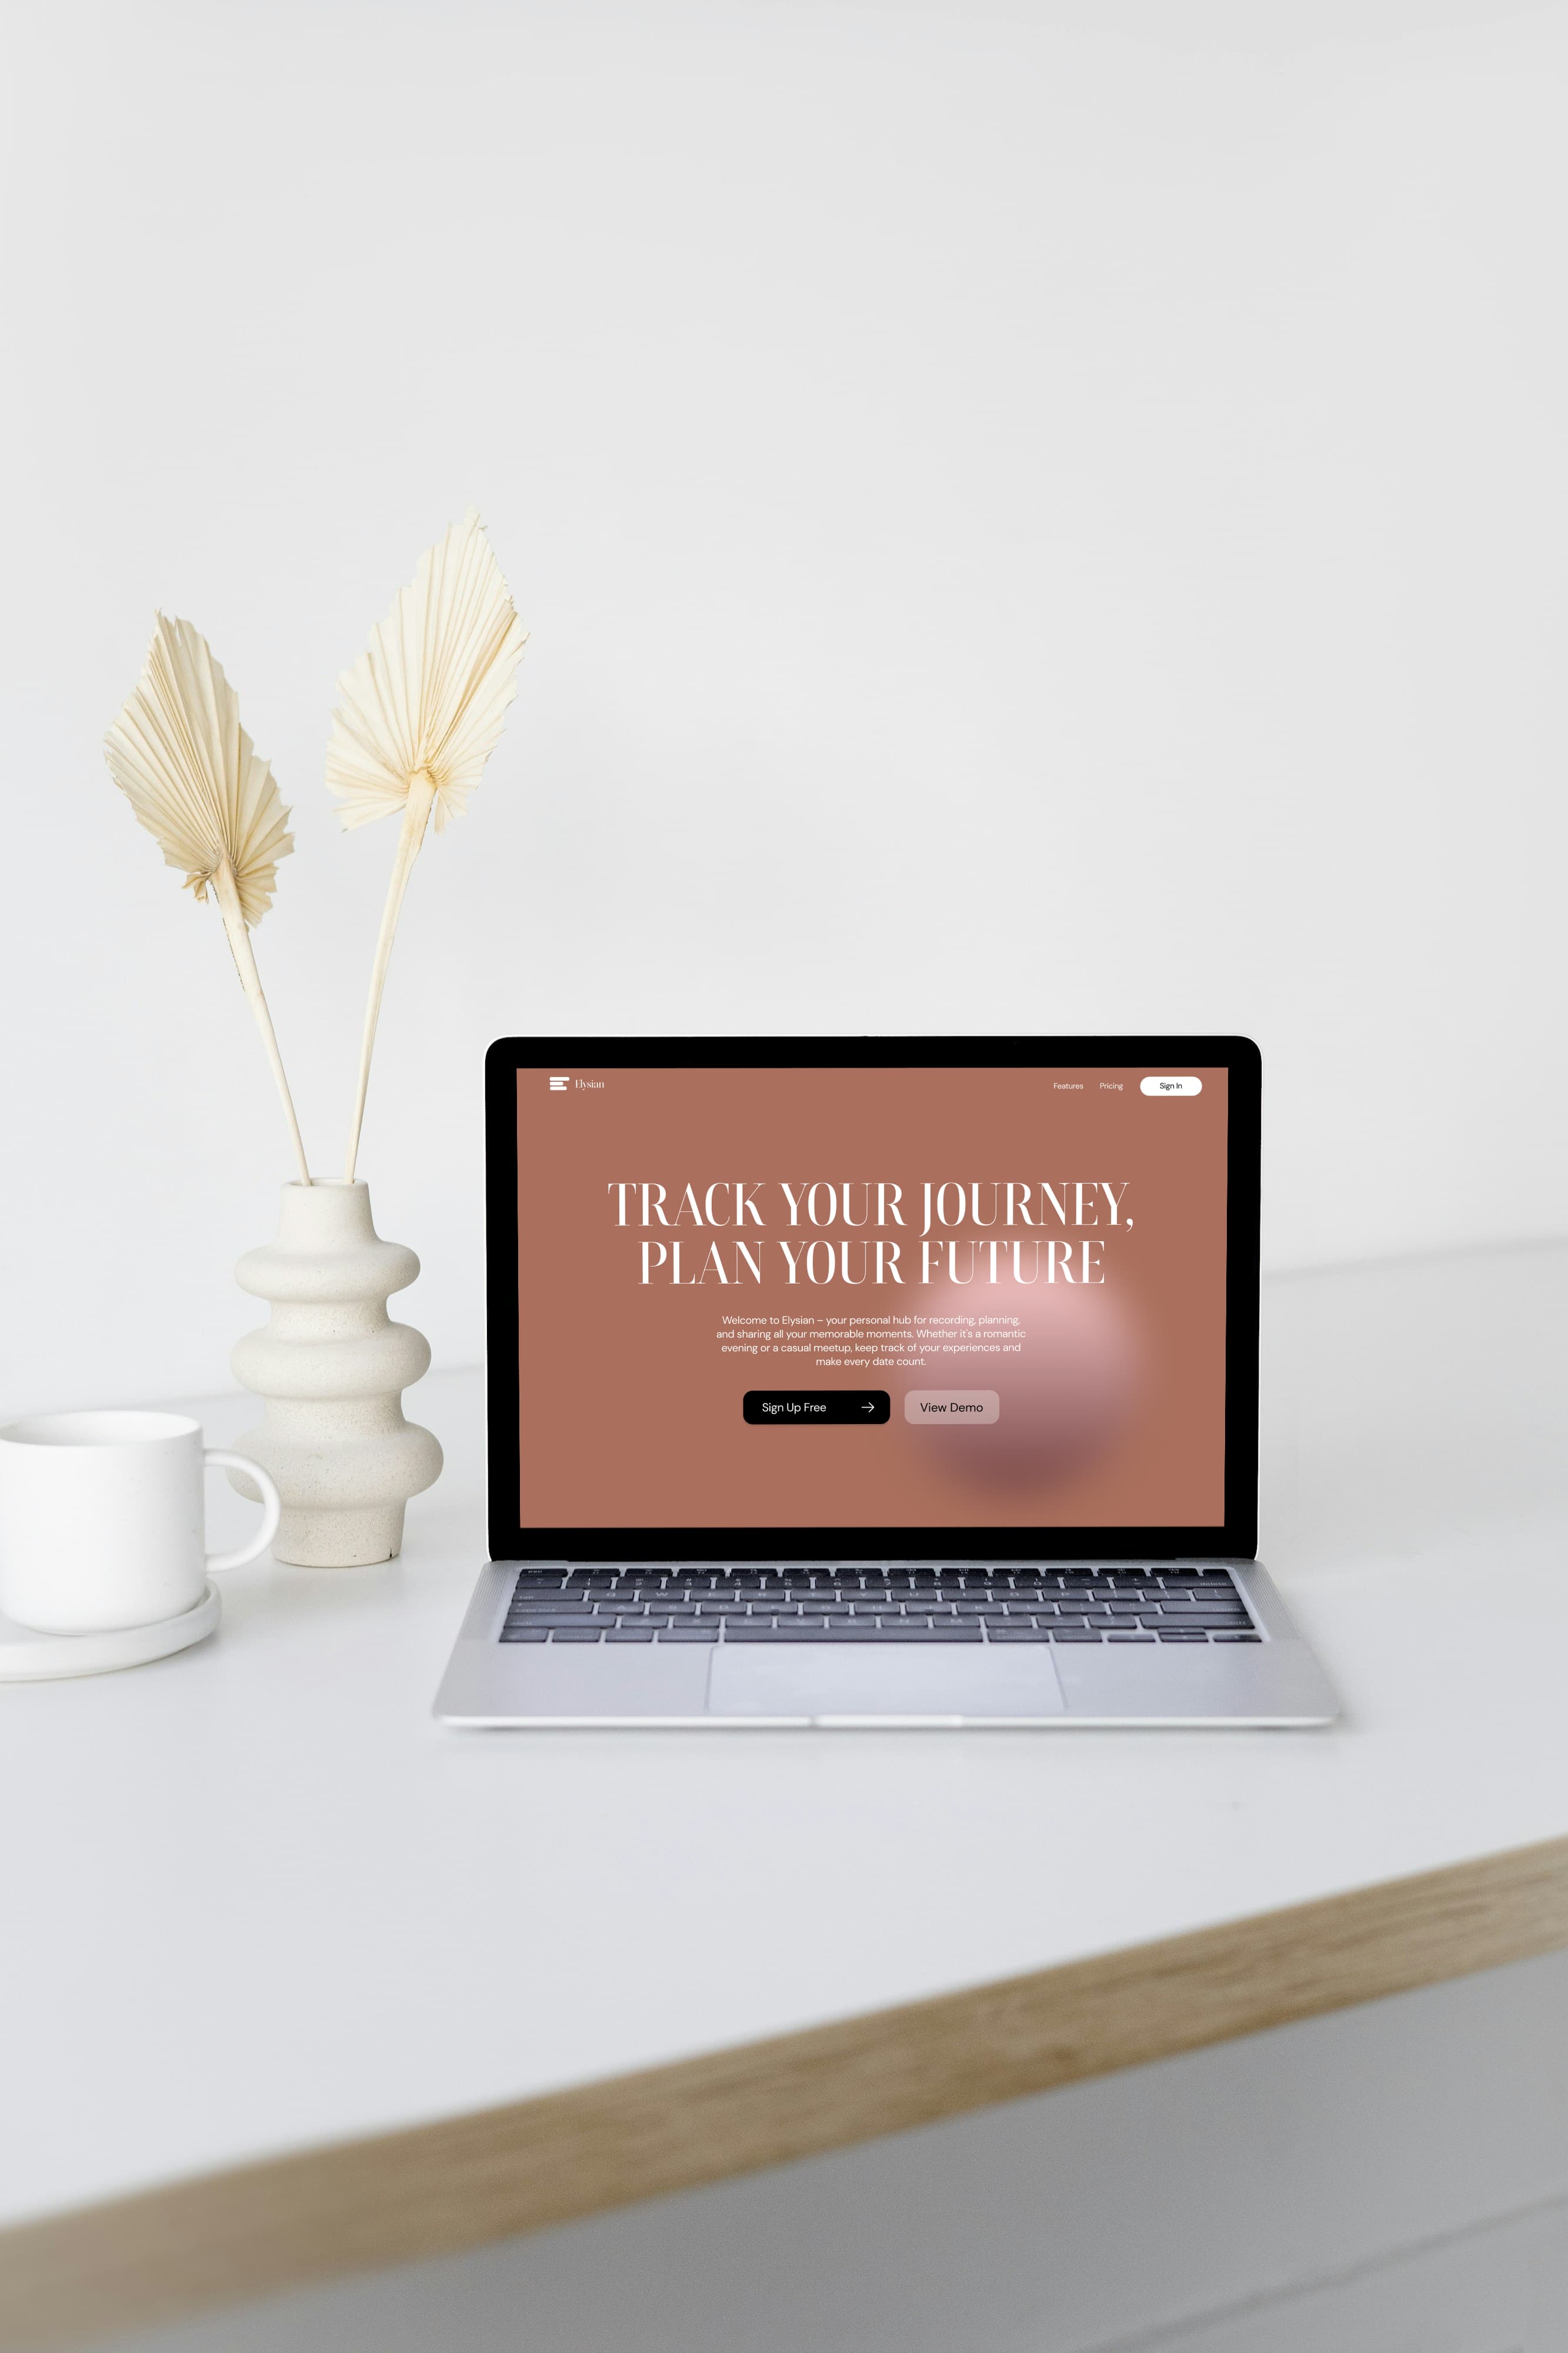 Elysian
Features Pricing Sign In
TRACK YOUR JOURNEY,
PLAN YOUR FUTURE
Welcome to Elysian – your personal hub for recording, planning,
and sharing all your memorable moments. Whether it's a romantic
evening or a casual meetup, keep track of your experiences and
make every date count.
Sign Up Free → View Demo